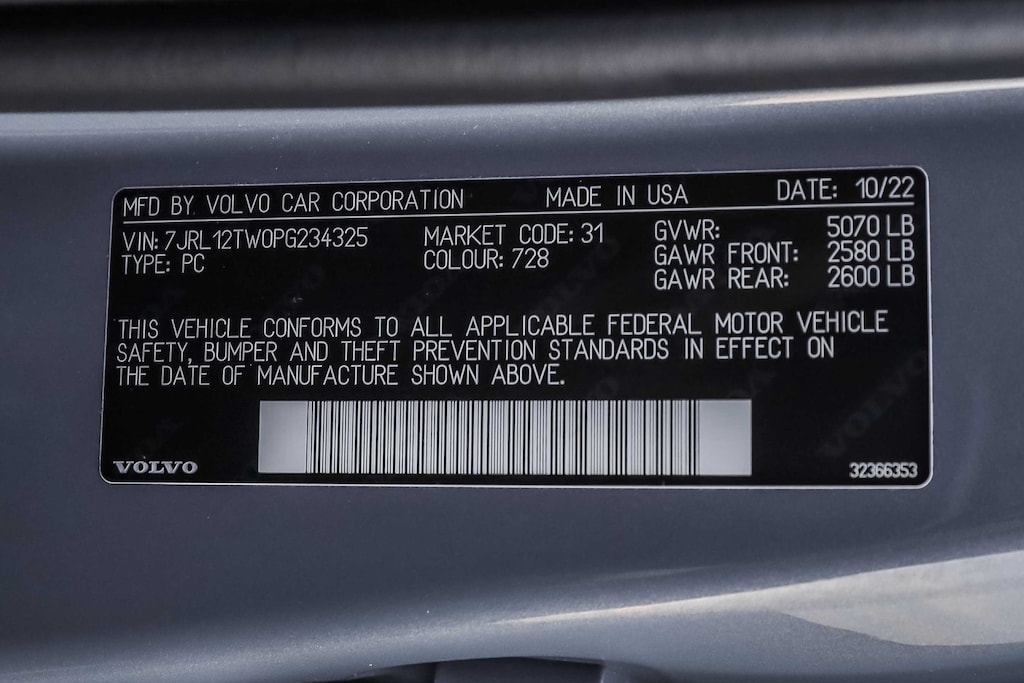 MFD BY VOLVO CAR CORPORATION MADE IN USA DATE: 10/22
VIN: 7JRL12TW0PG234325 MARKET CODE: 31 GVWR: 5070 LB
TYPE: PC COLOUR: 728 GAWR FRONT: 2580 LB
GAWR REAR: 2600 LB
THIS VEHICLE CONFORMS TO ALL APPLICABLE FEDERAL MOTOR VEHICLE
SAFETY, BUMPER AND THEFT PREVENTION STANDARDS IN EFFECT ON
THE DATE OF MANUFACTURE SHOWN ABOVE.
VOLVO 32366353